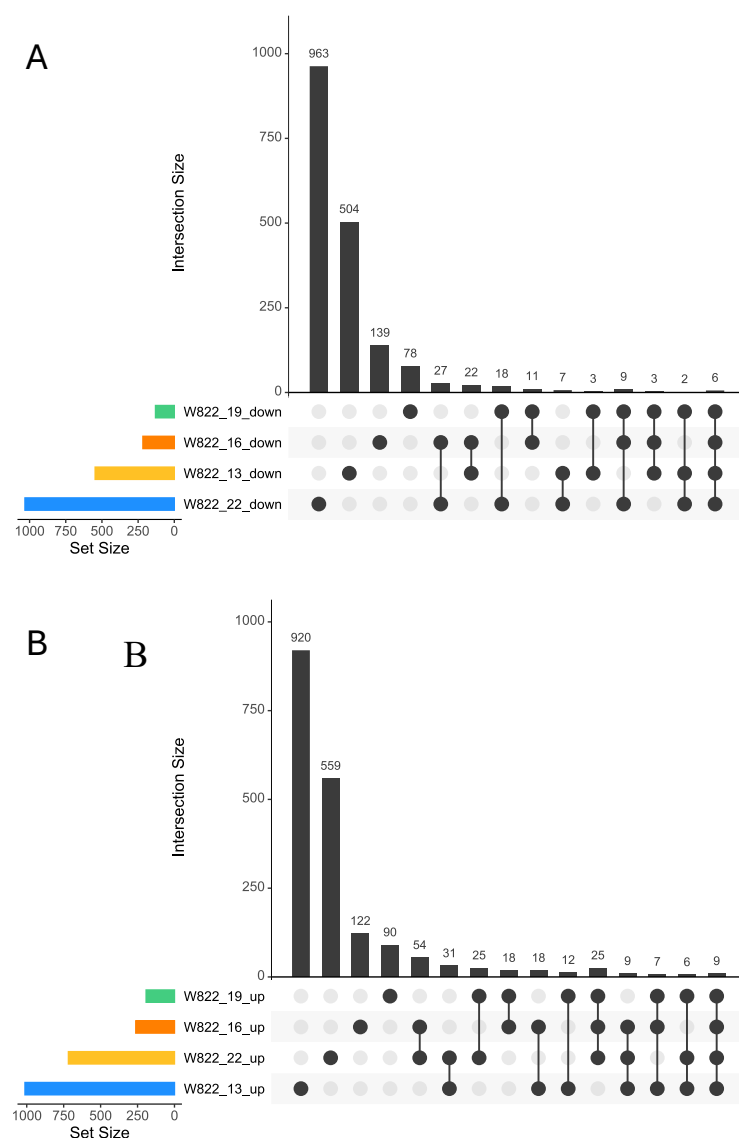 A
1000
750
500
250
0
Intersection Size
963
504
139
78
27
22
18
11
7
3
9
3
2
6
W822_19_down
W822_16_down
W822_13_down
W822_22_down
1000 750 500 250 0
Set Size
B
B
1000
750
500
250
0
Intersection Size
920
559
122
90
54
31
25
18
18
12
25
9
7
6
9
W822_19_up
W822_16_up
W822_22_up
W822_13_up
1000 750 500 250 0
Set Size